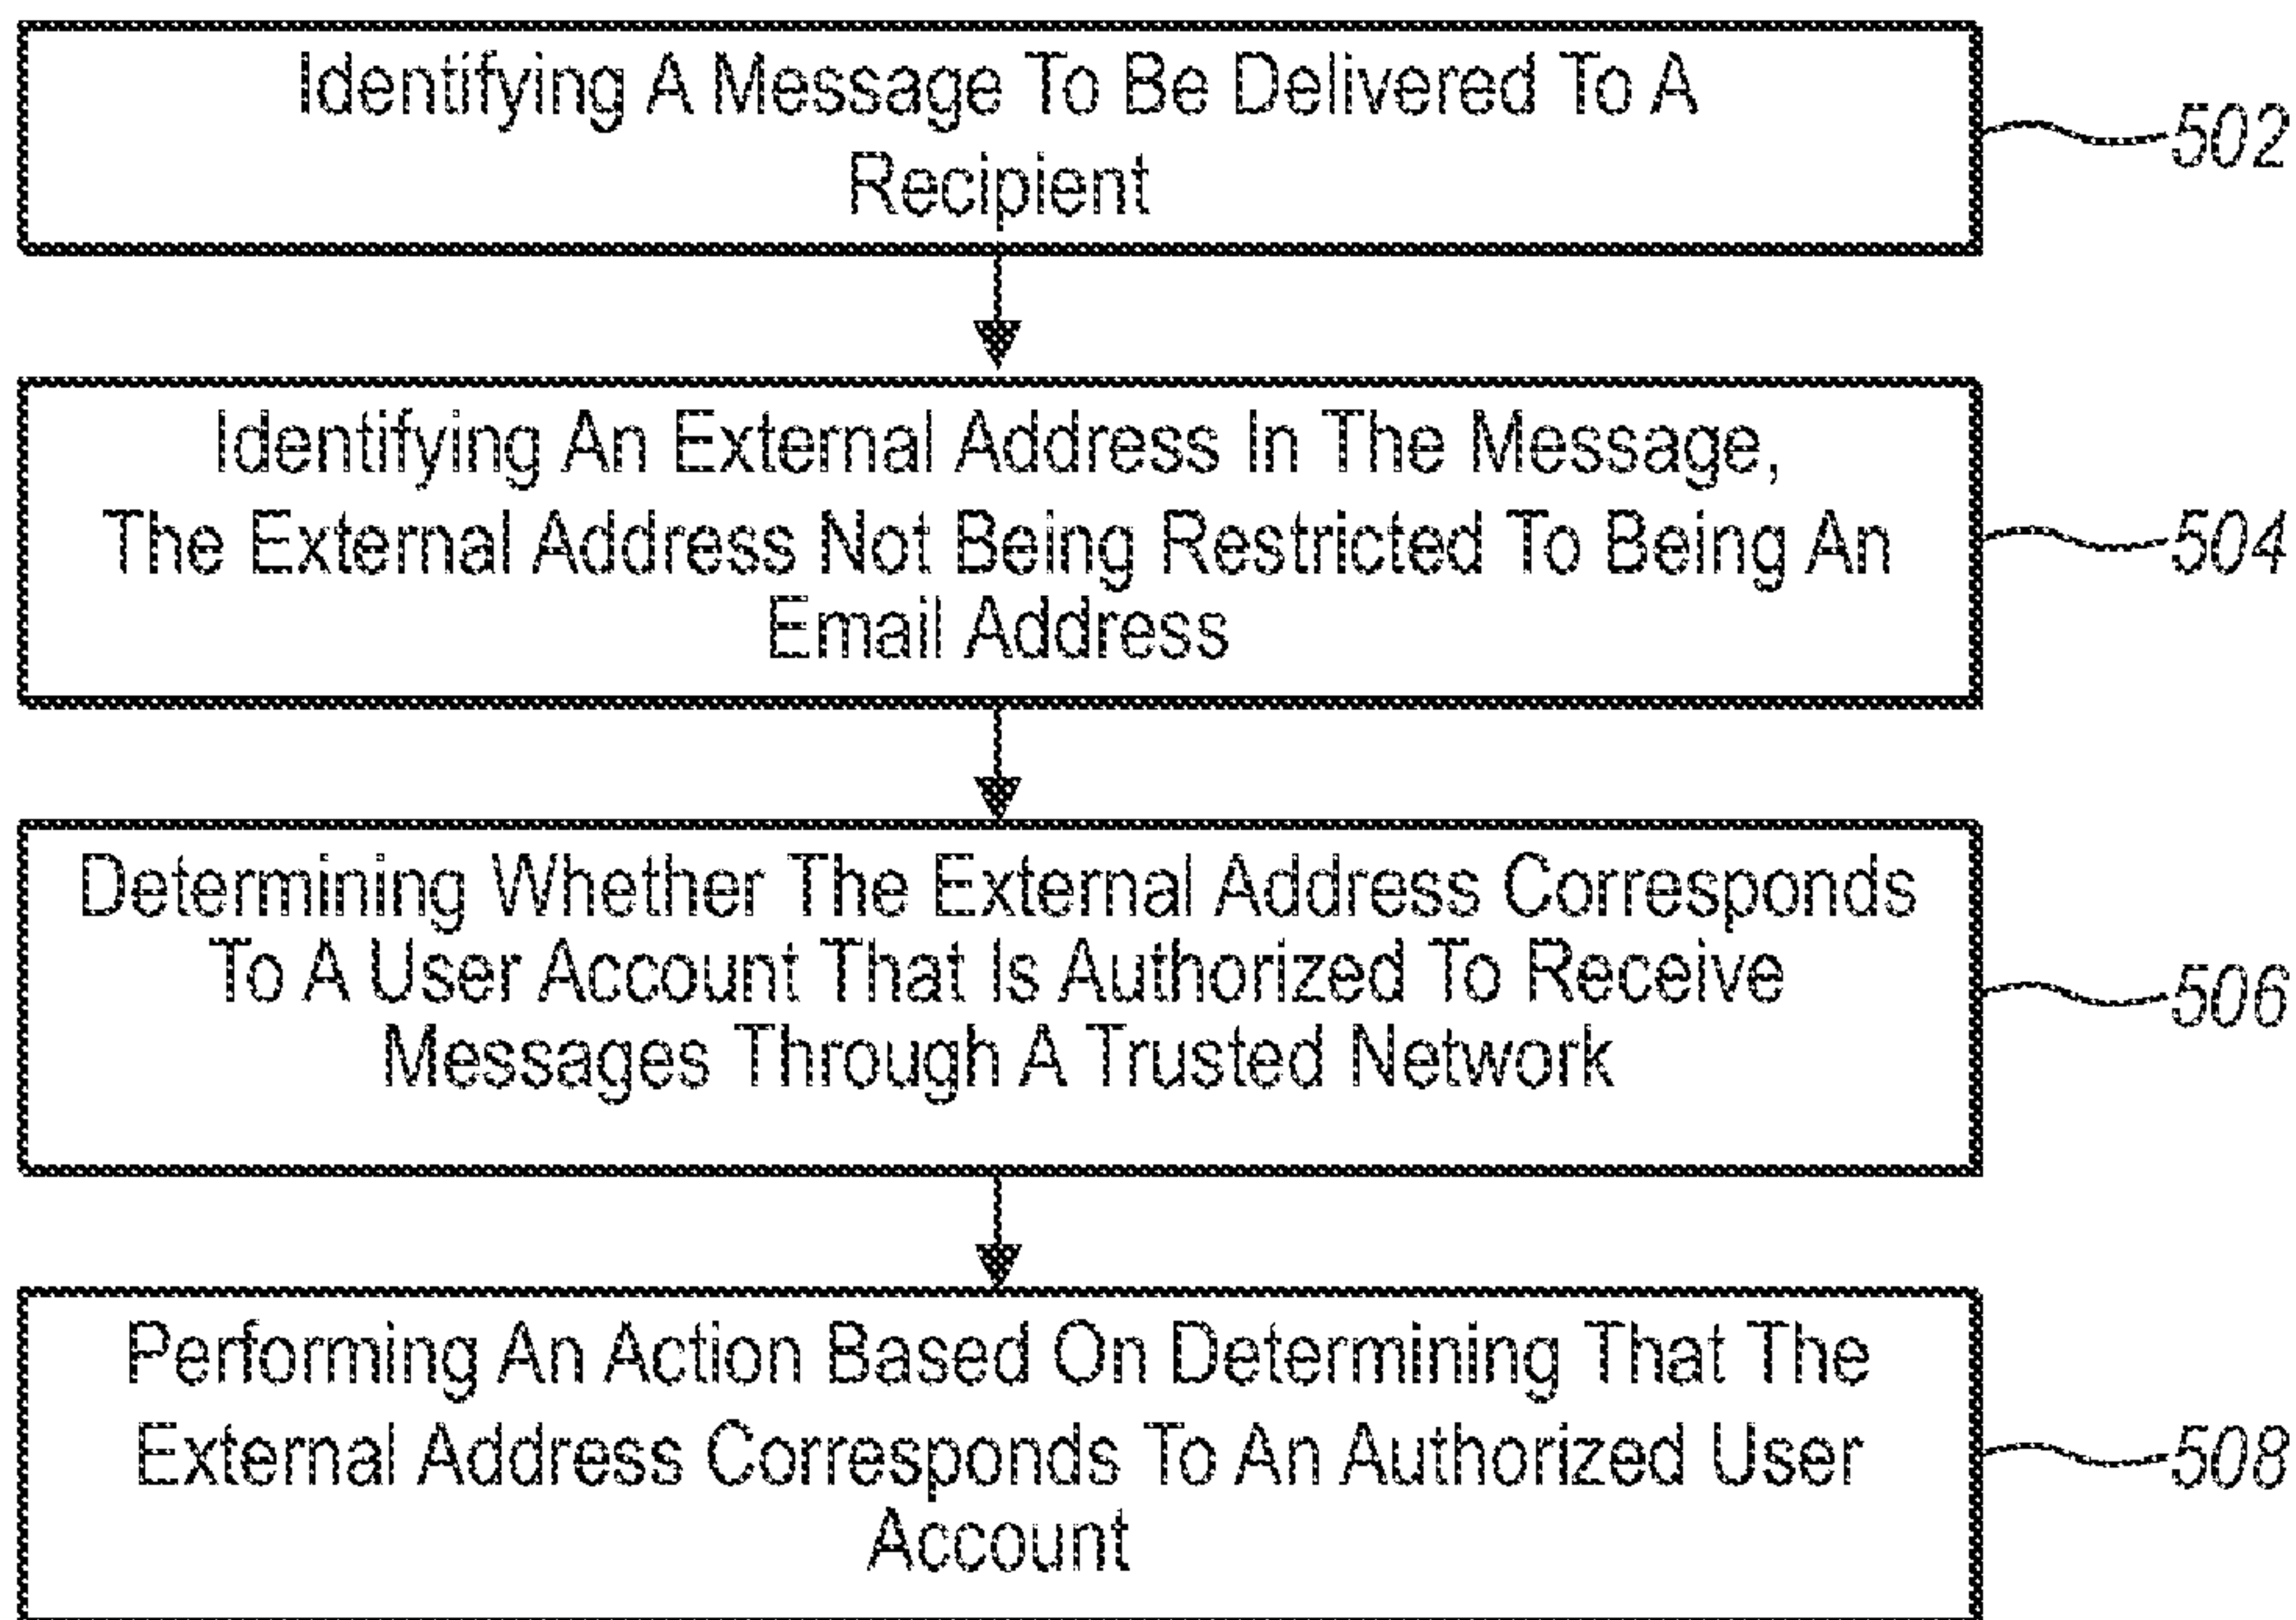 Identifying A Message To Be Delivered To A
Recipient
502
Identifying An External Address In The Message,
The External Address Not Being Restricted To Being An
Email Address
504
Determining Whether The External Address Corresponds
To A User Account That Is Authorized To Receive
Messages Through A Trusted Network
506
Performing An Action Based On Determining That The
External Address Corresponds To An Authorized User
Account
508